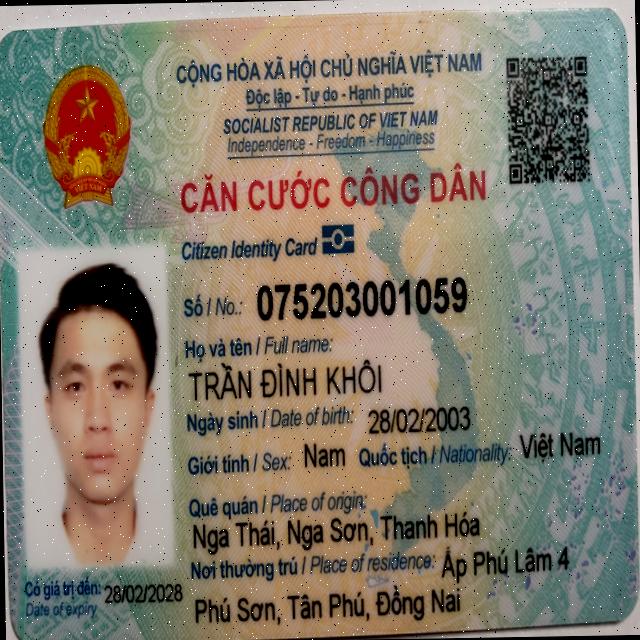 CỘNG HÒA XÃ HỘI CHỦ NGHĨA VIỆT NAM
Độc lập - Tự do - Hạnh phúc
SOCIALIST REPUBLIC OF VIET NAM
Independence - Freedom - Happiness
CĂN CƯỚC CÔNG DÂN
Citizen Identity Card
Số / No.: 075203001059
Họ và tên / Full name:
TRẦN ĐÌNH KHÔI
Ngày sinh / Date of birth: 28/02/2003
Giới tính / Sex: Nam Quốc tịch / Nationality: Việt Nam
Quê quán / Place of origin:
Nga Thái, Nga Sơn, Thanh Hóa
Nơi thường trú / Place of residence: Ấp Phú Lâm 4
Phú Sơn, Tân Phú, Đồng Nai
Có giá trị đến: 28/02/2028
Date of expiry
VIỆT NAM